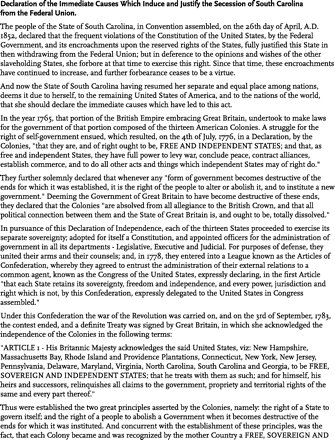 Declaration of the Immediate Causes Which Induce and Justify the Secession of South Carolina
from the Federal Union.
The people of the State of South Carolina, in Convention assembled, on the 26th day of April, A.D.
1852, declared that the frequent violations of the Constitution of the United States, by the Federal
Government, and its encroachments upon the reserved rights of the States, fully justified this State in
then withdrawing from the Federal Union; but in deference to the opinions and wishes of the other
slaveholding States, she forbore at that time to exercise this right. Since that time, these encroachments
have continued to increase, and further forbearance ceases to be a virtue.
And now the State of South Carolina having resumed her separate and equal place among nations,
deems it due to herself, to the remaining United States of America, and to the nations of the world,
that she should declare the immediate causes which have led to this act.
In the year 1765, that portion of the British Empire embracing Great Britain, undertook to make laws
for the government of that portion composed of the thirteen American Colonies. A struggle for the
right of self-government ensued, which resulted, on the 4th of July, 1776, in a Declaration, by the
Colonies, "that they are, and of right ought to be, FREE AND INDEPENDENT STATES; and that, as
free and independent States, they have full power to levy war, conclude peace, contract alliances,
establish commerce, and to do all other acts and things which independent States may of right do."
They further solemnly declared that whenever any "form of government becomes destructive of the
ends for which it was established, it is the right of the people to alter or abolish it, and to institute a new
government." Deeming the Government of Great Britain to have become destructive of these ends,
they declared that the Colonies "are absolved from all allegiance to the British Crown, and that all
political connection between them and the State of Great Britain is, and ought to be, totally dissolved."
In pursuance of this Declaration of Independence, each of the thirteen States proceeded to exercise its
separate sovereignty; adopted for itself a Constitution, and appointed officers for the administration of
government in all its departments - Legislative, Executive and Judicial. For purposes of defense, they
united their arms and their counsels; and, in 1778, they entered into a League known as the Articles of
Confederation, whereby they agreed to entrust the administration of their external relations to a
common agent, known as the Congress of the United States, expressly declaring, in the first Article
"that each State retains its sovereignty, freedom and independence, and every power, jurisdiction and
right which is not, by this Confederation, expressly delegated to the United States in Congress
assembled."
Under this Confederation the war of the Revolution was carried on, and on the 3rd of September, 1783,
the contest ended, and a definite Treaty was signed by Great Britain, in which she acknowledged the
independence of the Colonies in the following terms:
"ARTICLE 1 - His Britannic Majesty acknowledges the said United States, viz: New Hampshire,
Massachusetts Bay, Rhode Island and Providence Plantations, Connecticut, New York, New Jersey,
Pennsylvania, Delaware, Maryland, Virginia, North Carolina, South Carolina and Georgia, to be FREE,
SOVEREIGN AND INDEPENDENT STATES; that he treats with them as such; and for himself, his
heirs and successors, relinquishes all claims to the government, propriety and territorial rights of the
same and every part thereof."
Thus were established the two great principles asserted by the Colonies, namely: the right of a State to
govern itself; and the right of a people to abolish a Government when it becomes destructive of the
ends for which it was instituted. And concurrent with the establishment of these principles, was the
fact, that each Colony became and was recognized by the mother Country a FREE, SOVEREIGN AND